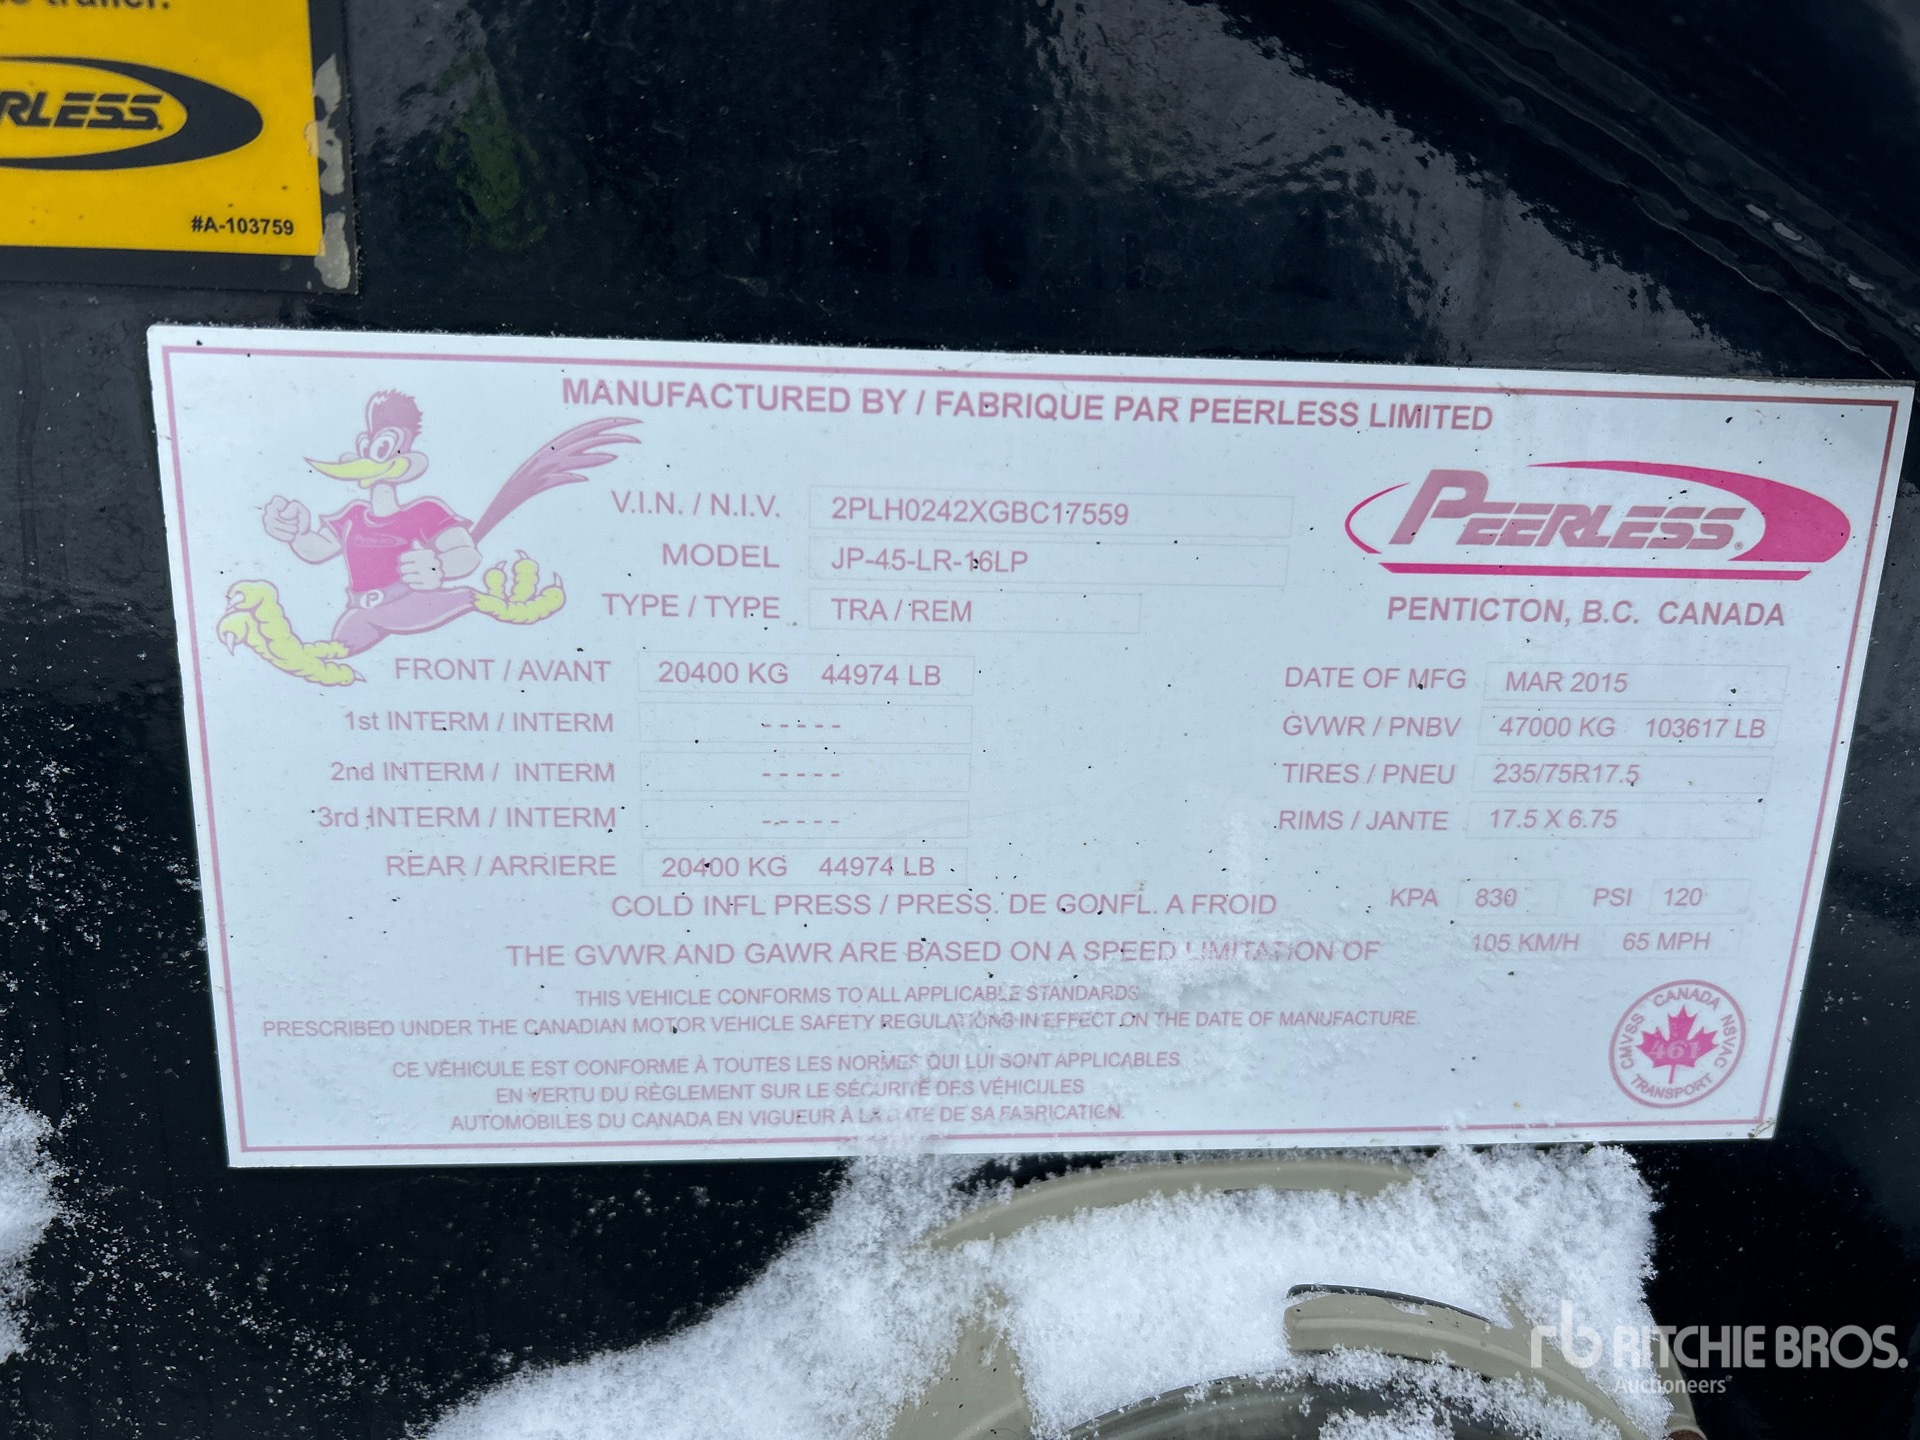 trailer.
ERLESS.
#A-103759
MANUFACTURED BY / FABRIQUE PAR PEERLESS LIMITED
V.I.N. / N.I.V. 2PLH0242XGBC17559
MODEL JP-45-LR-16LP
TYPE / TYPE TRA / REM
PEERLESS®
PENTICTON, B.C. CANADA
FRONT / AVANT 20400 KG 44974 LB
1st INTERM / INTERM - - - - -
2nd INTERM / INTERM - - - - -
3rd INTERM / INTERM - - - - -
REAR / ARRIERE 20400 KG 44974 LB
DATE OF MFG MAR 2015
GVWR / PNBV 47000 KG 103617 LB
TIRES / PNEU 235/75R17.5
RIMS / JANTE 17.5 X 6.75
COLD INFL PRESS / PRESS. DE GONFL. A FROID KPA 830 PSI 120
THE GVWR AND GAWR ARE BASED ON A SPEED LIMITATION OF 105 KM/H 65 MPH
THIS VEHICLE CONFORMS TO ALL APPLICABLE STANDARDS
PRESCRIBED UNDER THE CANADIAN MOTOR VEHICLE SAFETY REGULATIONS IN EFFECT ON THE DATE OF MANUFACTURE.
CE VÉHICULE EST CONFORME À TOUTES LES NORMES QUI LUI SONT APPLICABLES
EN VERTU DU RÈGLEMENT SUR LE SÉCURITÉ DES VÉHICULES
AUTOMOBILES DU CANADA EN VIGUEUR À LA DATE DE SA FABRICATION.
CANADA
CMVSS 461 NSVAC
TRANSPORT
rb RITCHIE BROS.
Auctioneers